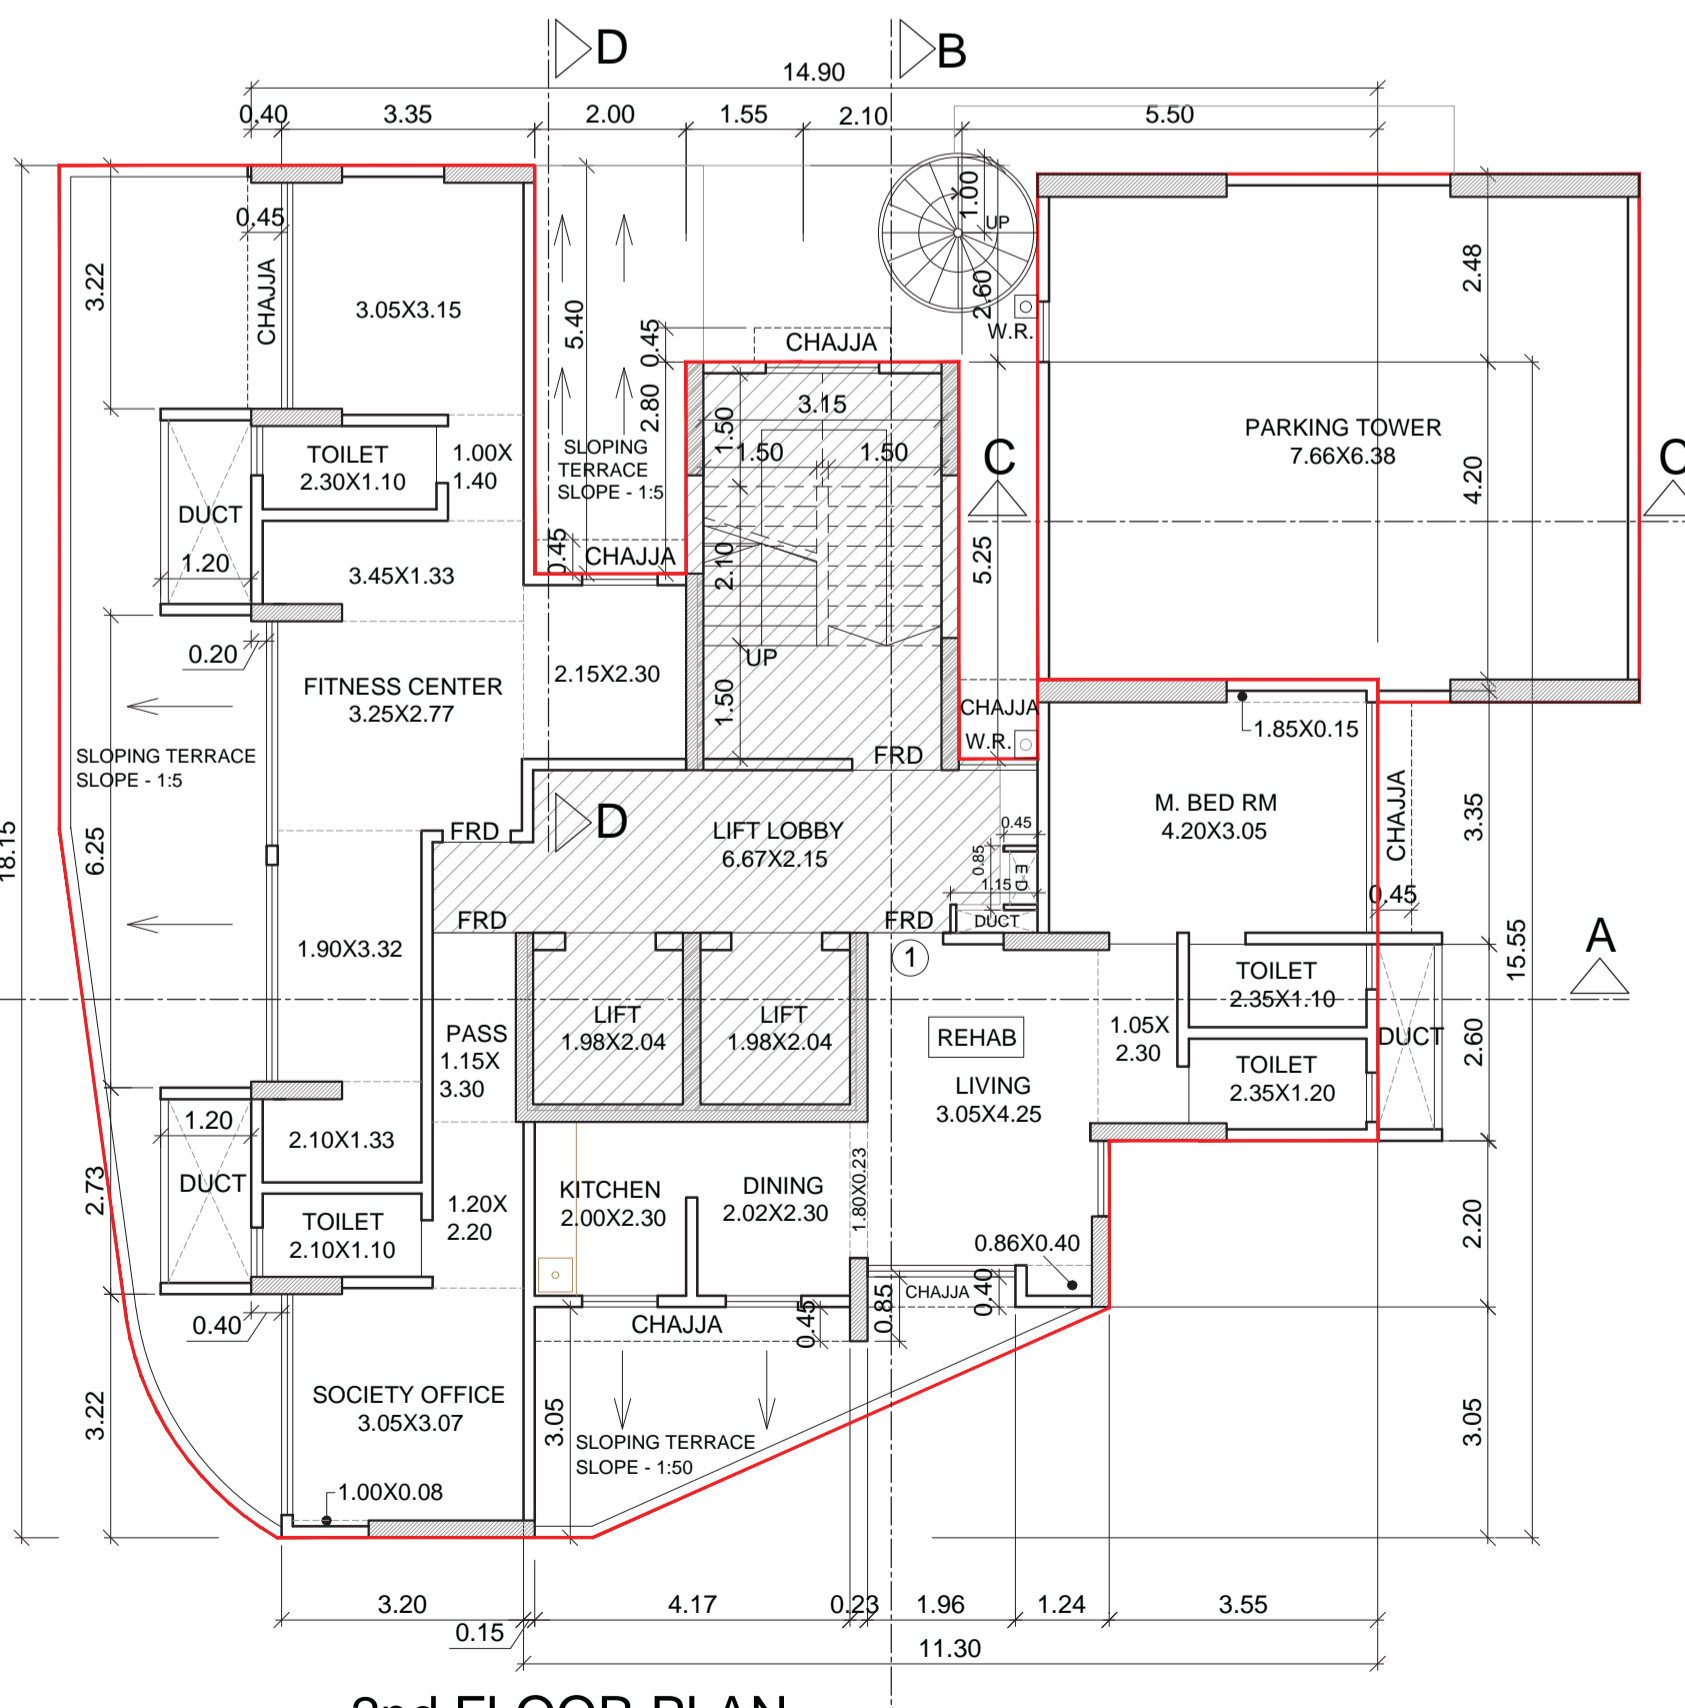 D
B
14.90
0.40
3.35
2.00
1.55
2.10
5.50
0.45
CHAJJA
3.22
3.05X3.15
5.40
1.00
UP
2.60
W.R.
2.48
0.45
CHAJJA
2.80
3.15
1.50
1.50
1.50
SLOPING
TERRACE
SLOPE - 1:5
0.45
CHAJJA
TOILET
2.30X1.10
1.00X
1.40
DUCT
1.20
3.45X1.33
0.20
2.10
UP
1.50
C
C
5.25
PARKING TOWER
7.66X6.38
4.20
FITNESS CENTER
3.25X2.77
2.15X2.30
CHAJJA
W.R.
FRD
1.85X0.15
SLOPING TERRACE
SLOPE - 1:5
18.15
6.25
FRD
D
LIFT LOBBY
6.67X2.15
0.45
0.85
1.15
DUCT
M. BED RM
4.20X3.05
CHAJJA
0.45
3.35
FRD
FRD
1
1.90X3.32
15.55
A
PASS
1.15X
3.30
LIFT
1.98X2.04
LIFT
1.98X2.04
REHAB
LIVING
3.05X4.25
1.05X
2.30
TOILET
2.35X1.10
TOILET
2.35X1.20
DUCT
2.60
1.20
DUCT
2.10X1.33
2.73
TOILET
2.10X1.10
1.20X
2.20
KITCHEN
2.00X2.30
DINING
2.02X2.30
1.80X0.23
0.86X0.40
2.20
0.40
CHAJJA
0.45
0.85
CHAJJA
0.40
3.22
SOCIETY OFFICE
3.05X3.07
3.05
SLOPING TERRACE
SLOPE - 1:50
3.05
1.00X0.08
3.20
4.17
0.23
1.96
1.24
3.55
0.15
11.30
2nd FLOOR PLAN